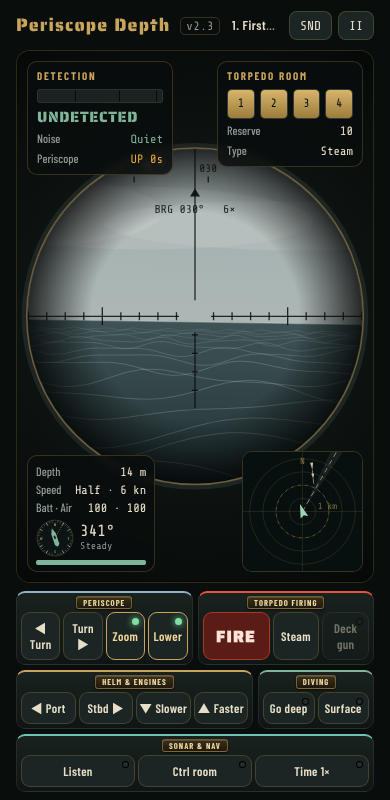 Periscope Depth v2.3 1. First… SND II
DETECTION
UNDETECTED
Noise Quiet
Periscope UP 0s
TORPEDO ROOM
1 2 3 4
Reserve 10
Type Steam
030
BRG 030° 6×
Depth 14 m
Speed Half · 6 kn
Batt · Air 100 · 100
341°
Steady
N
1 km
PERISCOPE
◀ Turn
Turn ▶
Zoom
Lower
TORPEDO FIRING
FIRE
Steam
Deck gun
HELM & ENGINES
◀ Port
Stbd ▶
▼ Slower
▲ Faster
DIVING
Go deep
Surface
SONAR & NAV
Listen
Ctrl room
Time 1×